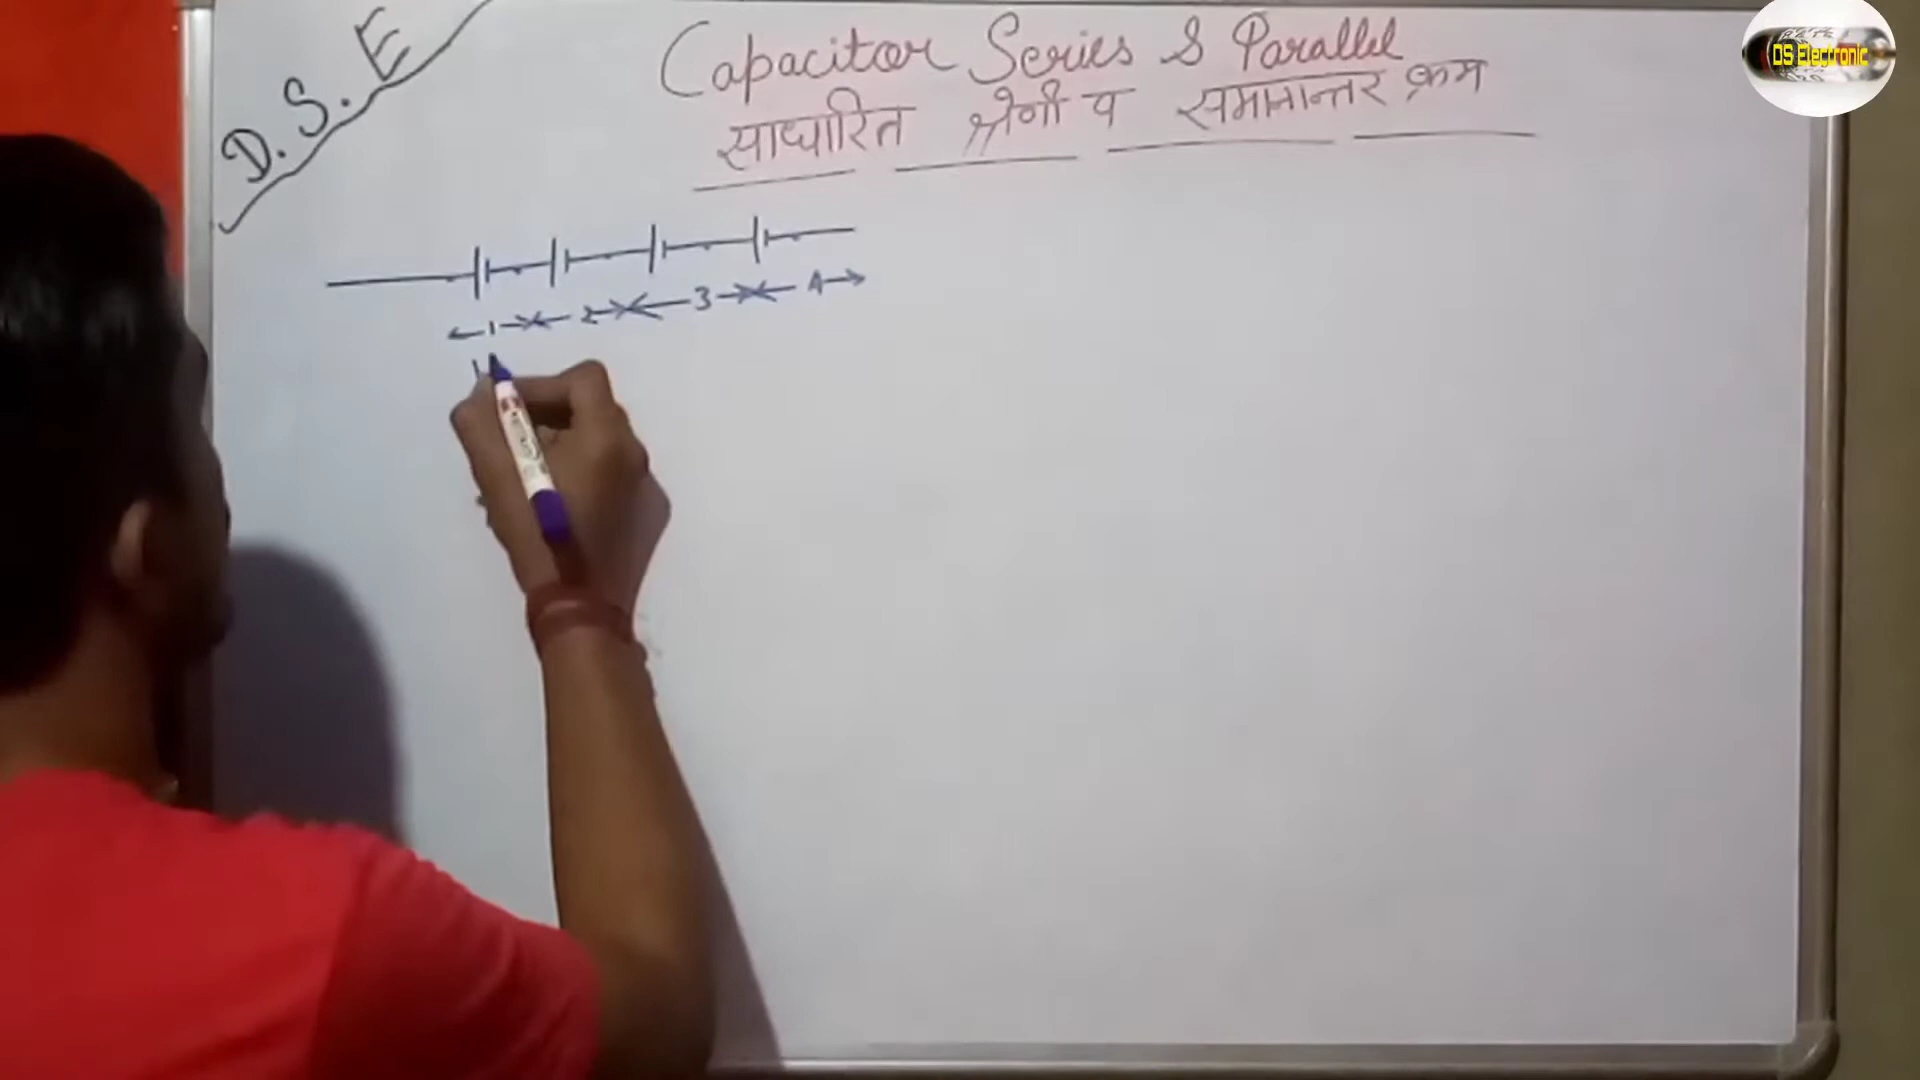 D. S. E
Capacitor Series & Parallel
साधारित श्रेणी व समानान्तर क्रम
1 2 3 4
DS Electronic